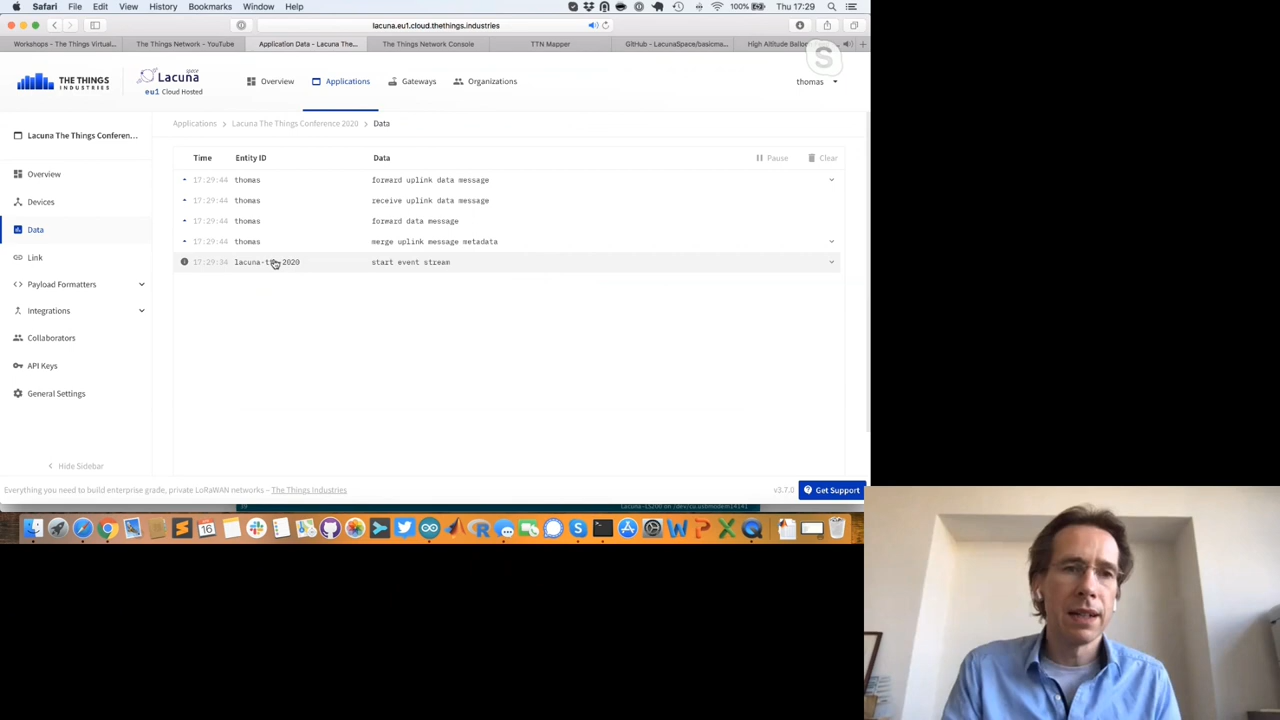 Safari File Edit View History Bookmarks Window Help 100% Thu 17:29
lacuna.eu1.cloud.thethings.industries
Workshops - The Things Virtual... The Things Network - YouTube Application Data - Lacuna The... The Things Network Console TTN Mapper GitHub - LacunaSpace/basicma... High Altitude Balloo
THE THINGS INDUSTRIES
Lacuna space
eu1 Cloud Hosted
Overview Applications Gateways Organizations
thomas
Applications > Lacuna The Things Conference 2020 > Data
Lacuna The Things Conferen...
Overview
Devices
Data
Link
Payload Formatters
Integrations
Collaborators
API Keys
General Settings
Hide Sidebar
Time Entity ID Data Pause Clear
17:29:44 thomas forward uplink data message
17:29:44 thomas receive uplink data message
17:29:44 thomas forward data message
17:29:44 thomas merge uplink message metadata
17:29:34 start event stream
Everything you need to build enterprise grade, private LoRaWAN networks – The Things Industries
v3.7.0
Get Support